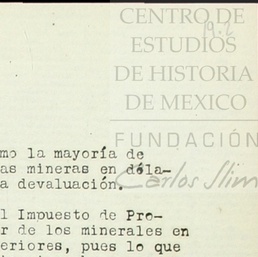 CENTRO DE
ESTUDIOS
DE HISTORIA
DE MEXICO
FUNDACIÓN
Carlos Slim
mo la mayoría de
as mineras en dóla-
a devaluación.
l Impuesto de Pro-
r de los minerales en
eriores, pues lo que